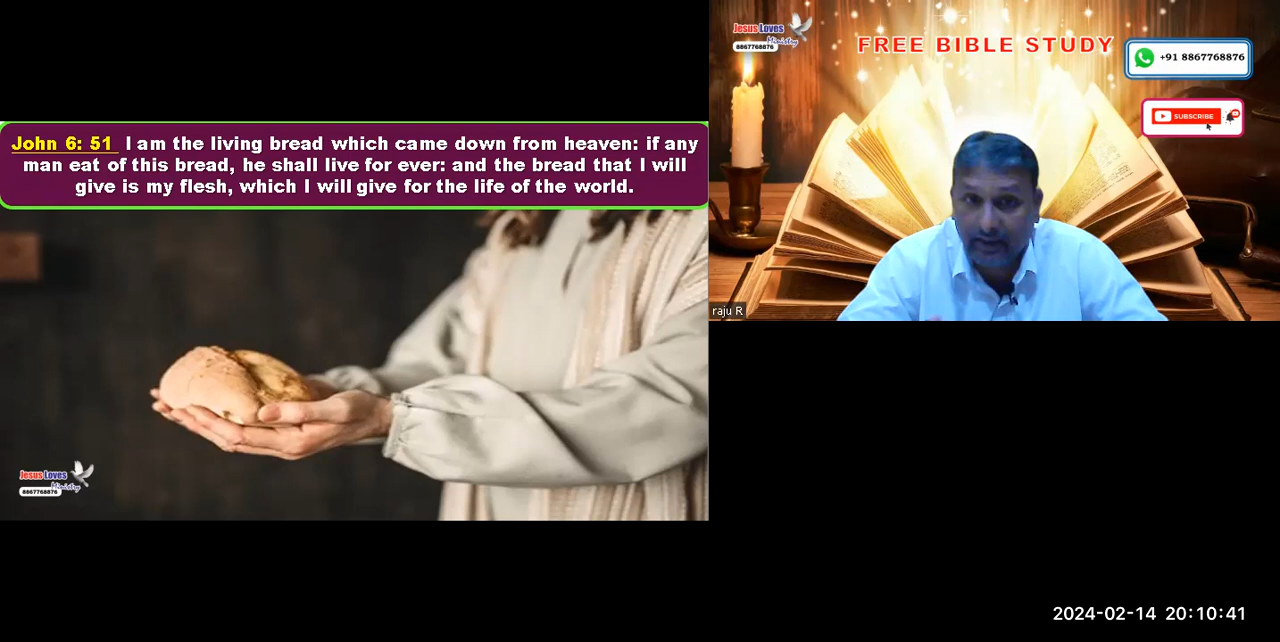 John 6: 51 I am the living bread which came down from heaven: if any
man eat of this bread, he shall live for ever: and the bread that I will
give is my flesh, which I will give for the life of the world.
Jesus Loves
Ministry
8867768876
Jesus Loves
Ministry
8867768876
FREE BIBLE STUDY
+91 8867768876
SUBSCRIBE
raju R
2024-02-14 20:10:41